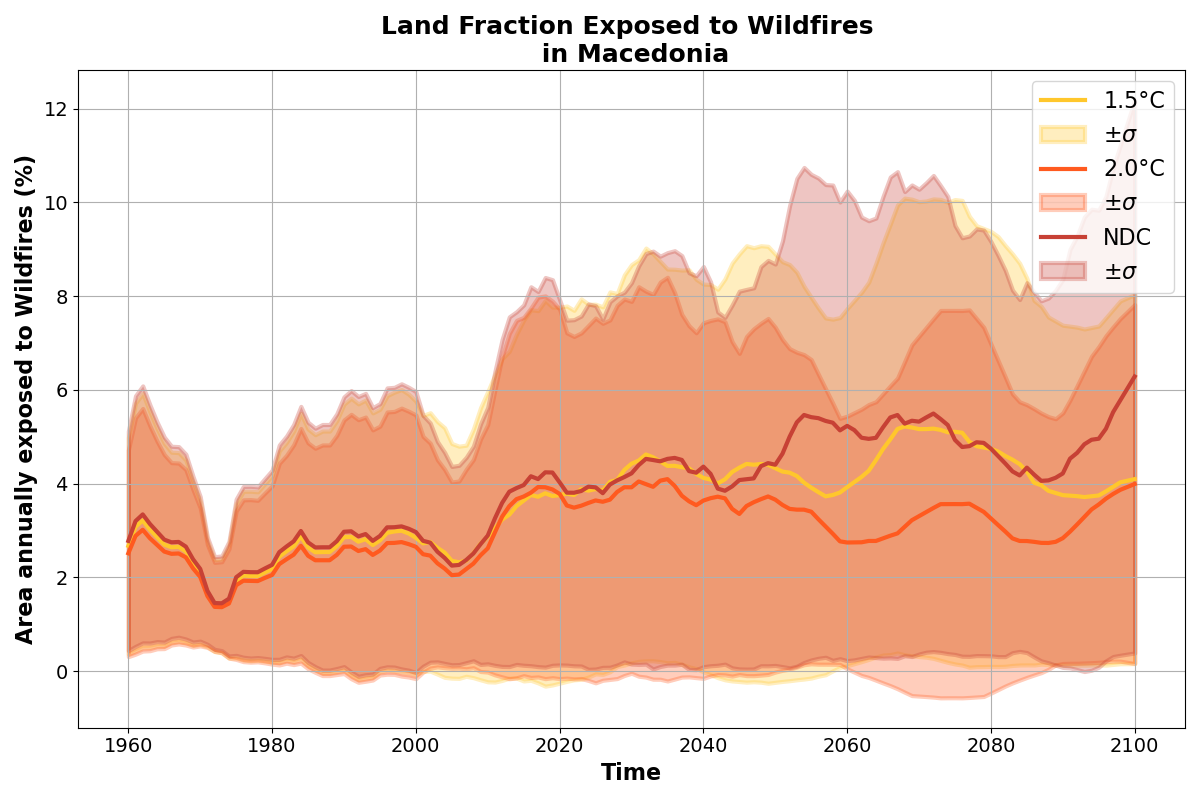 Land Fraction Exposed to Wildfires
in Macedonia
Area annually exposed to Wildfires (%)
12
10
8
6
4
2
0
1960
1980
2000
2020
2040
2060
2080
2100
Time
1.5°C
±σ
2.0°C
±σ
NDC
±σ